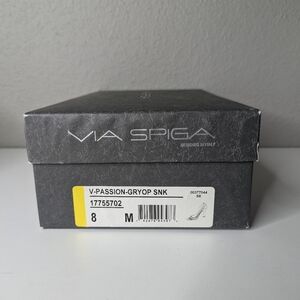 VIA SPIGA
V-PASSION-GRYOP SNK
17755702
8 M